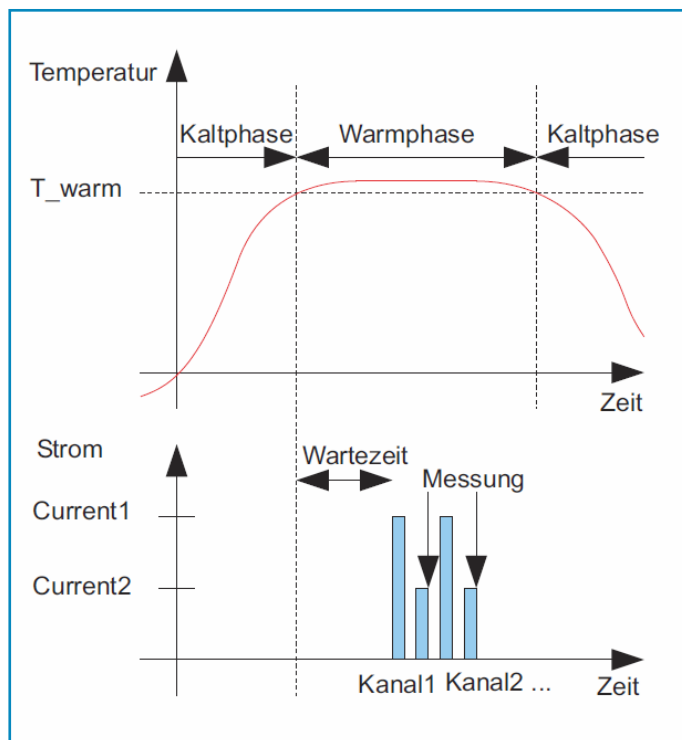 Temperatur
Kaltphase Warmphase Kaltphase
T_warm
Zeit
Strom
Wartezeit
Messung
Current1
Current2
Kanal1 Kanal2 ...
Zeit